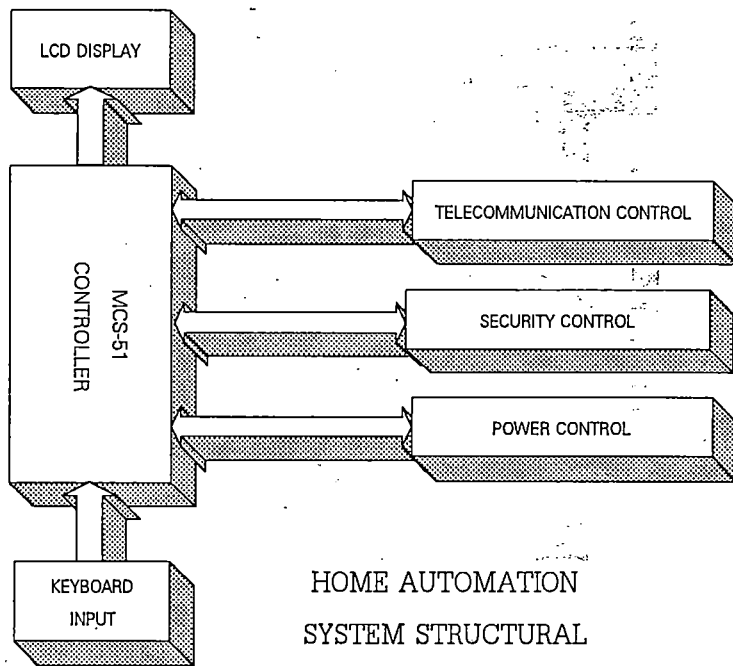 LCD DISPLAY
TELECOMMUNICATION CONTROL
MCS-51
CONTROLLER
SECURITY CONTROL
POWER CONTROL
KEYBOARD
INPUT
HOME AUTOMATION
SYSTEM STRUCTURAL